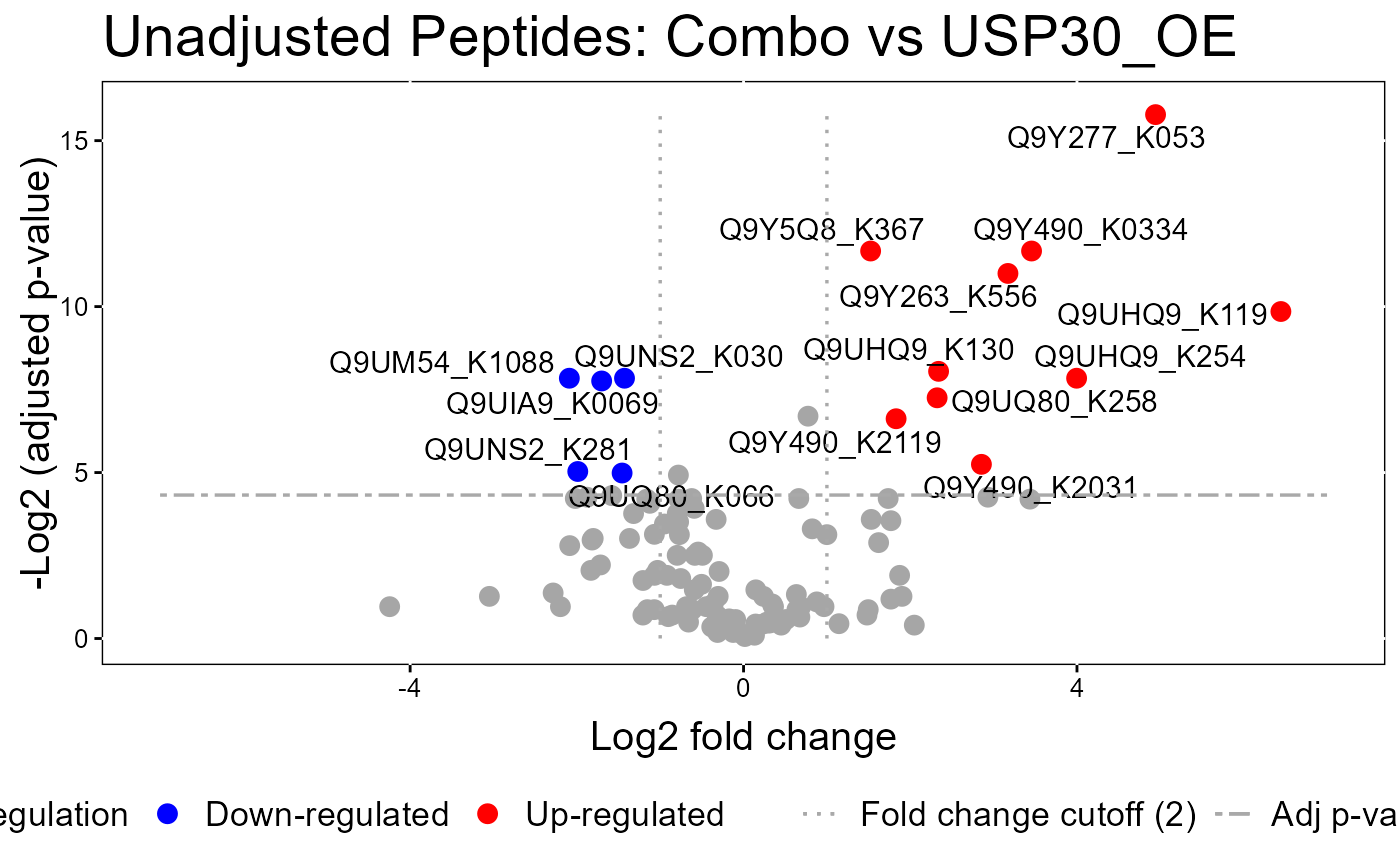 Unadjusted Peptides: Combo vs USP30_OE
-Log2 (adjusted p-value)
15
10
5
0
Q9Y277_K053
Q9Y5Q8_K367
Q9Y490_K0334
Q9Y263_K556
Q9UHQ9_K119
Q9UHQ9_K130
Q9UHQ9_K254
Q9UM54_K1088
Q9UNS2_K030
Q9UIA9_K0069
Q9UQ80_K258
Q9Y490_K2119
Q9UNS2_K281
Q9UQ80_K066
Q9Y490_K2031
-4
0
4
Log2 fold change
egulation Down-regulated Up-regulated Fold change cutoff (2) Adj p-va